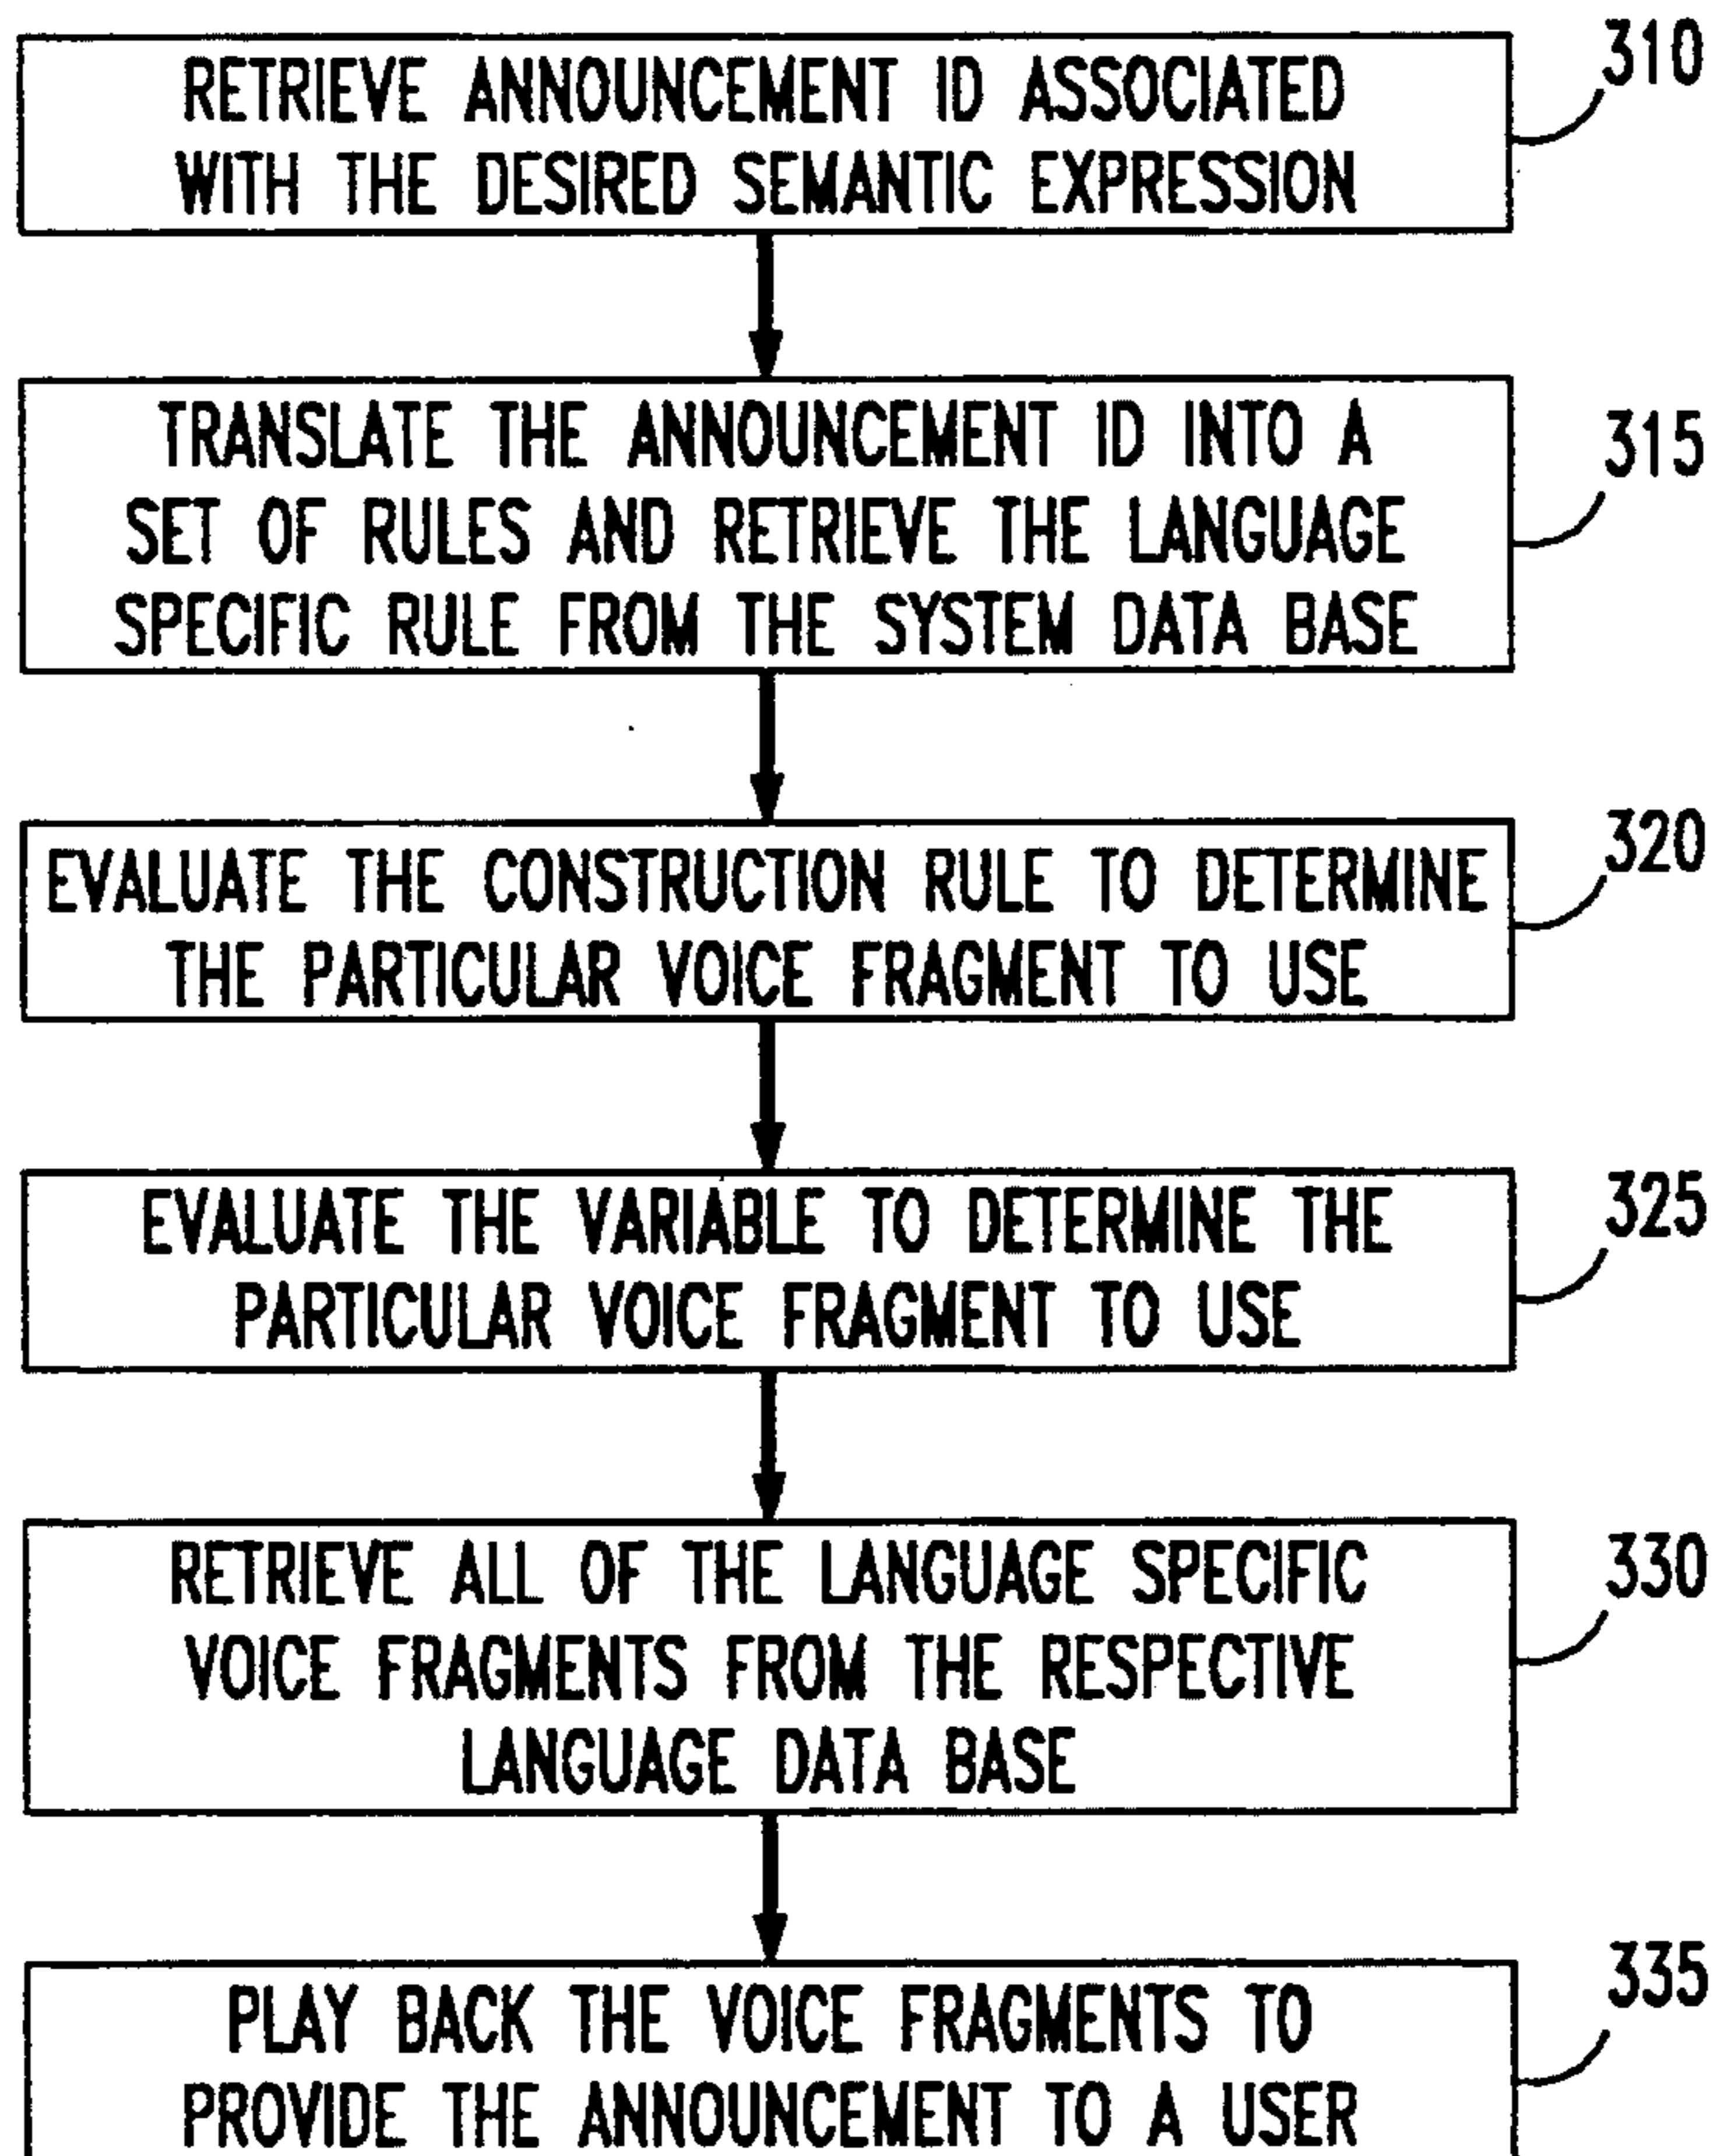 310
RETRIEVE ANNOUNCEMENT ID ASSOCIATED
WITH THE DESIRED SEMANTIC EXPRESSION
315
TRANSLATE THE ANNOUNCEMENT ID INTO A
SET OF RULES AND RETRIEVE THE LANGUAGE
SPECIFIC RULE FROM THE SYSTEM DATA BASE
320
EVALUATE THE CONSTRUCTION RULE TO DETERMINE
THE PARTICULAR VOICE FRAGMENT TO USE
325
EVALUATE THE VARIABLE TO DETERMINE THE
PARTICULAR VOICE FRAGMENT TO USE
330
RETRIEVE ALL OF THE LANGUAGE SPECIFIC
VOICE FRAGMENTS FROM THE RESPECTIVE
LANGUAGE DATA BASE
335
PLAY BACK THE VOICE FRAGMENTS TO
PROVIDE THE ANNOUNCEMENT TO A USER